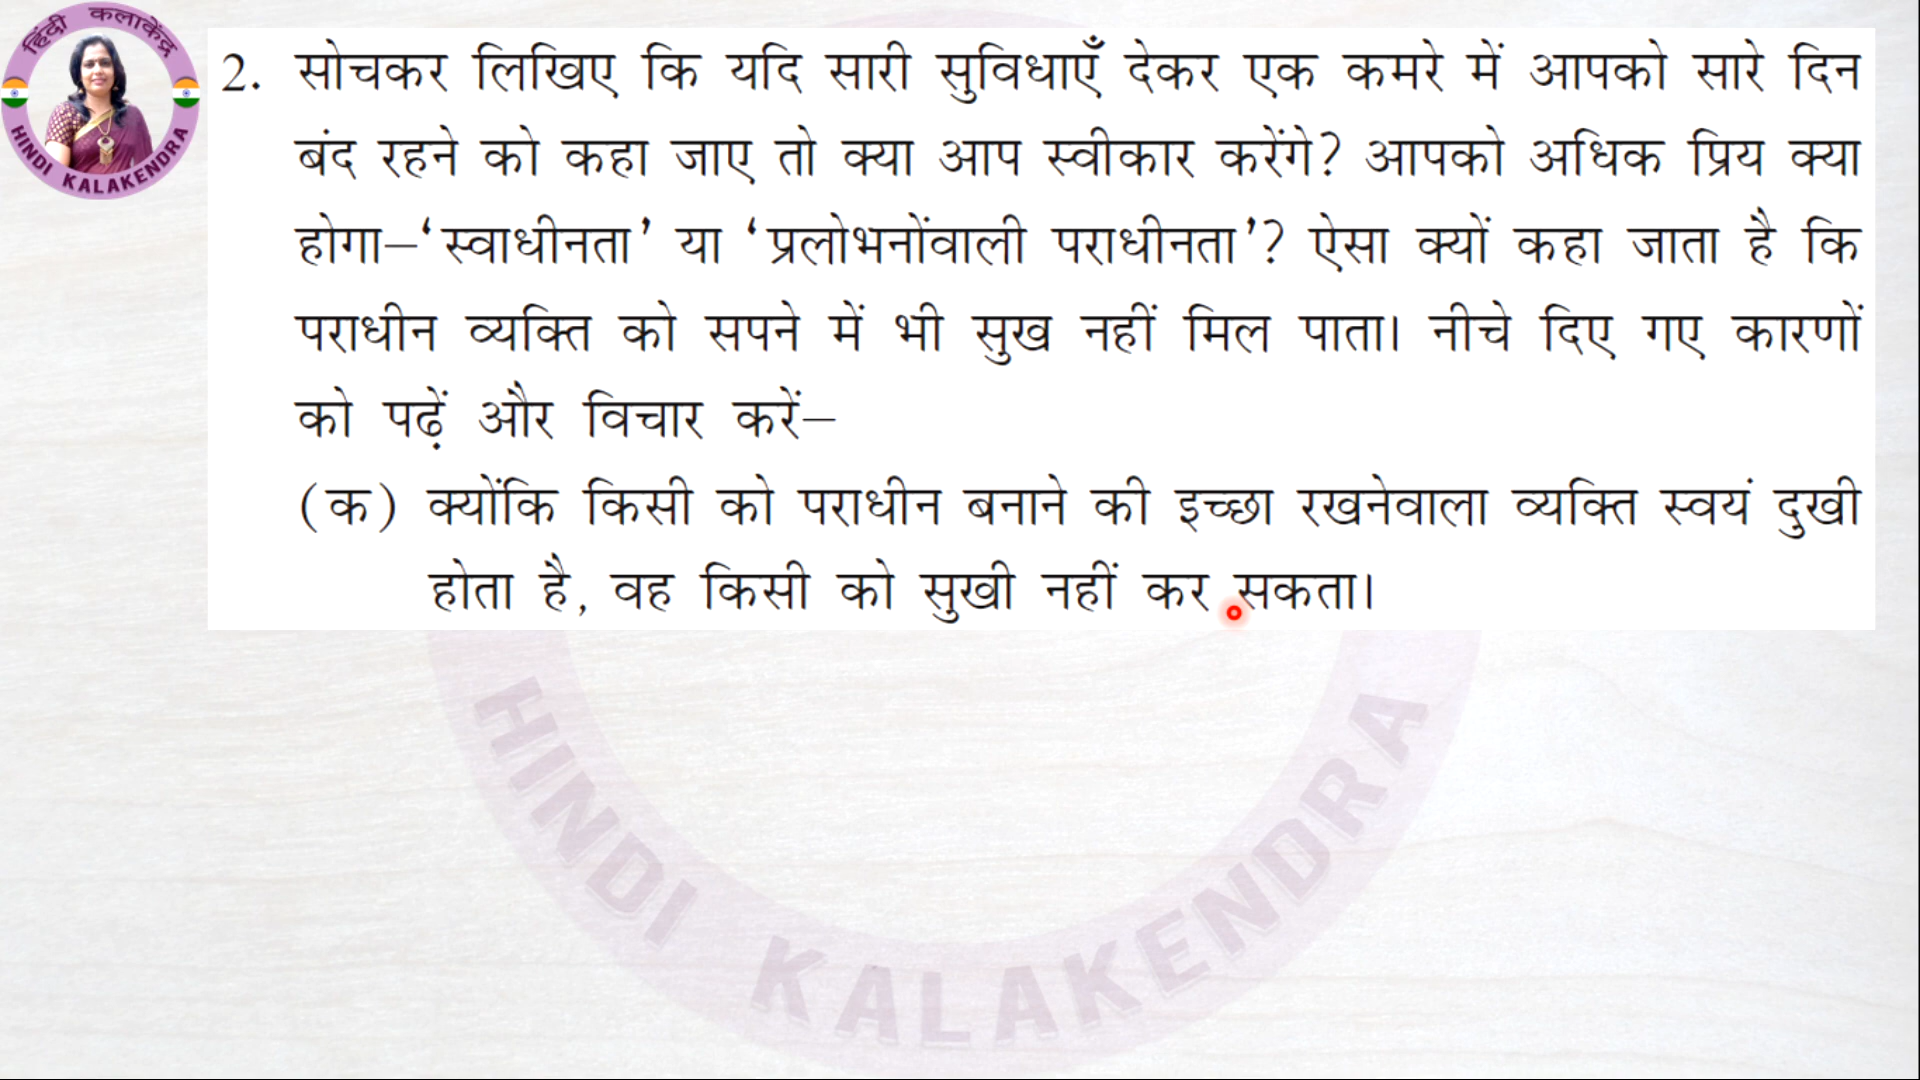 हिंदी कलाकेंद्र
HINDI KALAKENDRA
2. सोचकर लिखिए कि यदि सारी सुविधाएँ देकर एक कमरे में आपको सारे दिन
बंद रहने को कहा जाए तो क्या आप स्वीकार करेंगे? आपको अधिक प्रिय क्या
होगा–‘स्वाधीनता’ या ‘प्रलोभनोंवाली पराधीनता’? ऐसा क्यों कहा जाता है कि
पराधीन व्यक्ति को सपने में भी सुख नहीं मिल पाता। नीचे दिए गए कारणों
को पढ़ें और विचार करें–
(क) क्योंकि किसी को पराधीन बनाने की इच्छा रखनेवाला व्यक्ति स्वयं दुखी
होता है, वह किसी को सुखी नहीं कर सकता।
HINDI KALAKENDRA